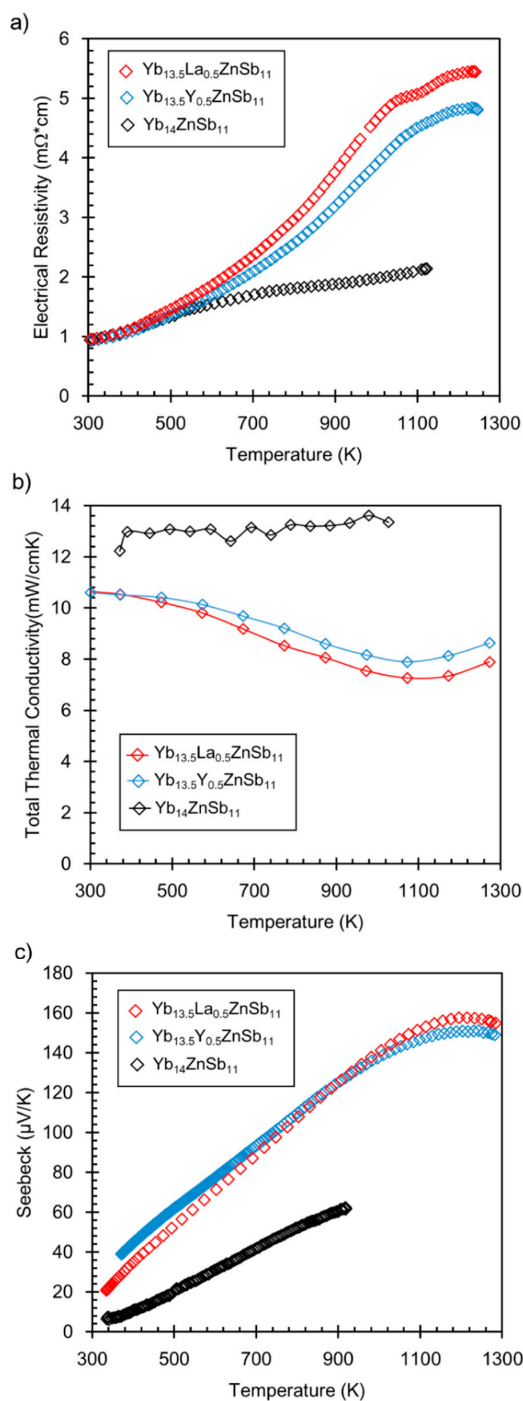 a)
Electrical Resistivity (mΩ*cm)
6
5
4
3
2
1
0
Yb₁₃.₅La₀.₅ZnSb₁₁
Yb₁₃.₅Y₀.₅ZnSb₁₁
Yb₁₄ZnSb₁₁
300 500 700 900 1100 1300
Temperature (K)
b)
Total Thermal Conductivity(mW/cmK)
14
12
10
8
6
4
2
0
Yb₁₃.₅La₀.₅ZnSb₁₁
Yb₁₃.₅Y₀.₅ZnSb₁₁
Yb₁₄ZnSb₁₁
300 500 700 900 1100 1300
Temperature (K)
c)
Seebeck (µV/K)
180
160
140
120
100
80
60
40
20
0
Yb₁₃.₅La₀.₅ZnSb₁₁
Yb₁₃.₅Y₀.₅ZnSb₁₁
Yb₁₄ZnSb₁₁
300 500 700 900 1100 1300
Temperature (K)